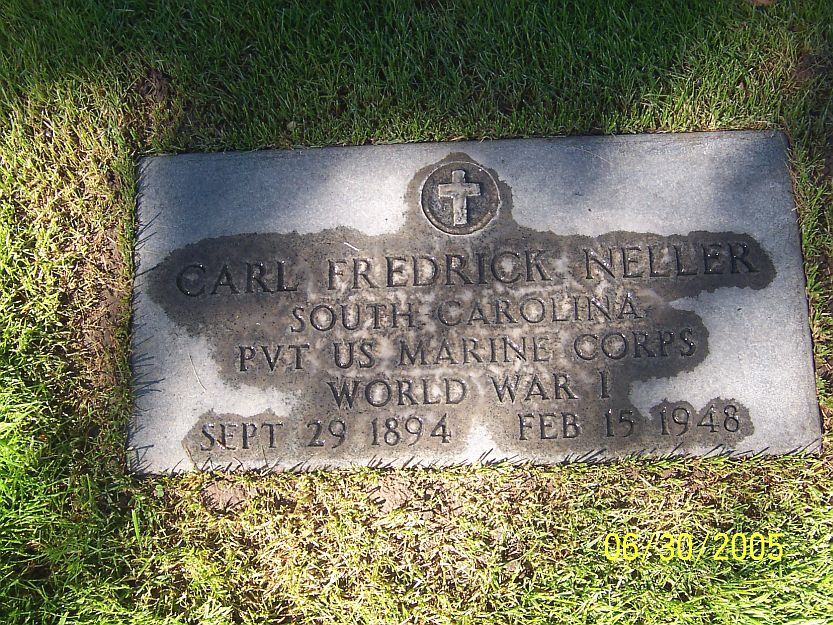 CARL FREDRICK NELLER
SOUTH CAROLINA
PVT US MARINE CORPS
WORLD WAR I
SEPT 29 1894 FEB 15 1948
06/30/2005